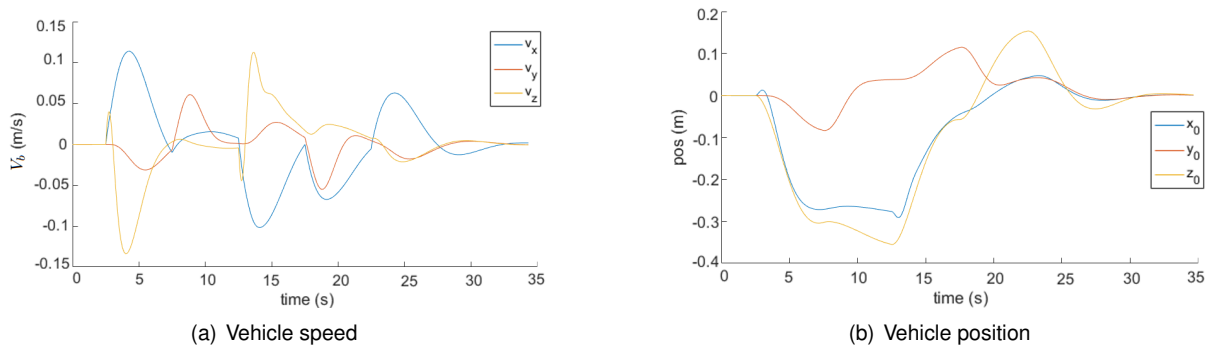 0.15
0.1
0.05
0
-0.05
-0.1
-0.15
V_b (m/s)
v_x
v_y
v_z
0 5 10 15 20 25 30 35
time (s)
(a) Vehicle speed
0.2
0.1
0
-0.1
-0.2
-0.3
-0.4
pos (m)
x_0
y_0
z_0
0 5 10 15 20 25 30 35
time (s)
(b) Vehicle position